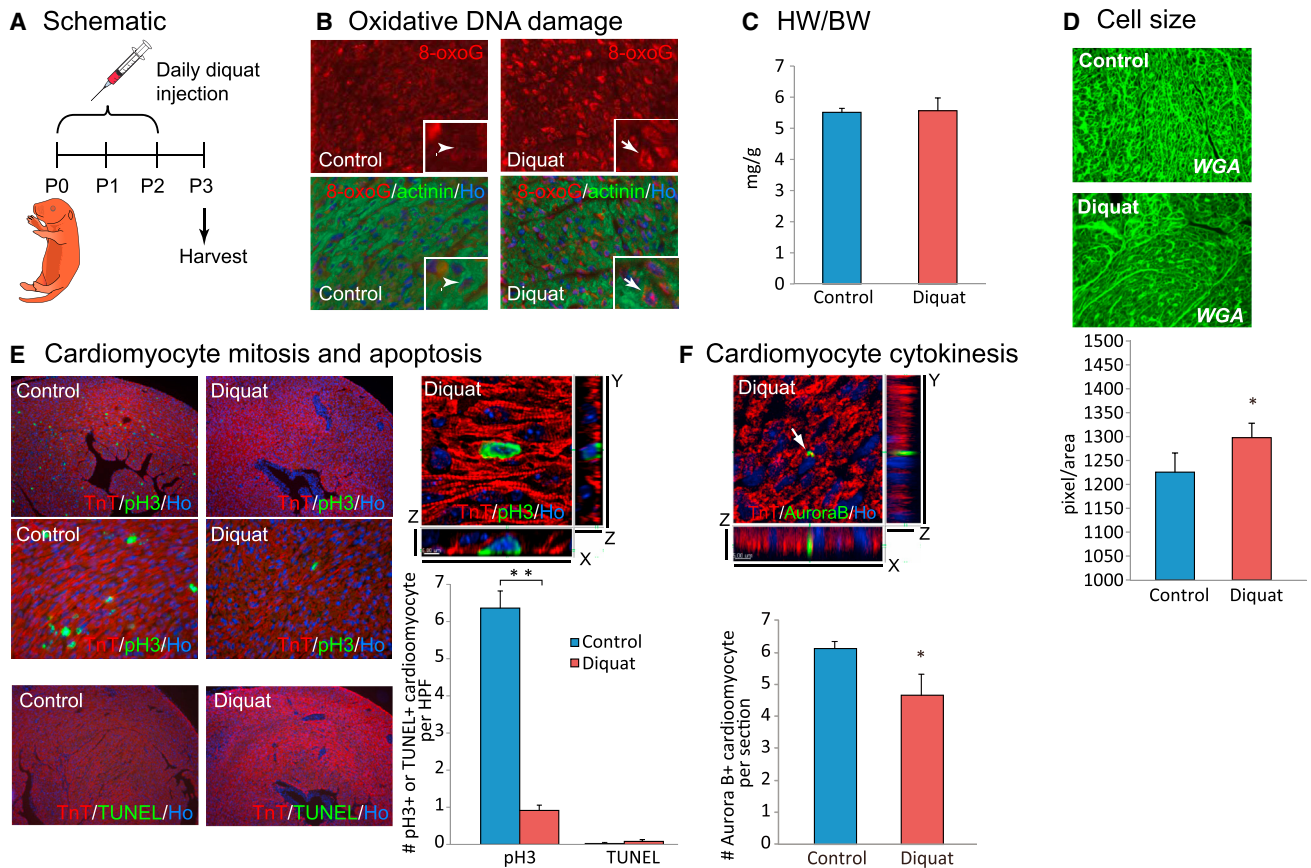 A Schematic
Daily diquat
injection
P0 P1 P2 P3
Harvest
B Oxidative DNA damage
8-oxoG
Control
8-oxoG
Diquat
8-oxoG/actinin/Ho
Control
8-oxoG/actinin/Ho
Diquat
C HW/BW
mg/g
7
6
5
4
3
2
1
0
Control Diquat
D Cell size
Control
WGA
Diquat
WGA
pixel/area
1500
1450
1400
1350
1300
1250
1200
1150
1100
1050
1000
*
Control Diquat
E Cardiomyocyte mitosis and apoptosis
Control
TnT/pH3/Ho
Diquat
TnT/pH3/Ho
Control
TnT/pH3/Ho
Diquat
TnT/pH3/Ho
Control
TnT/TUNEL/Ho
Diquat
TnT/TUNEL/Ho
Diquat
TnT/pH3/Ho
Y
Z
Z
X
# pH3+ or TUNEL+ cardioomyocyte
per HPF
7
6
5
4
3
2
1
0
* *
Control
Diquat
pH3 TUNEL
F Cardiomyocyte cytokinesis
Diquat
TnT/AuroraB/Ho
Y
Z
Z
X
# Aurora B+ cardioomyocyte
per section
7
6
5
4
3
2
1
0
*
Control Diquat